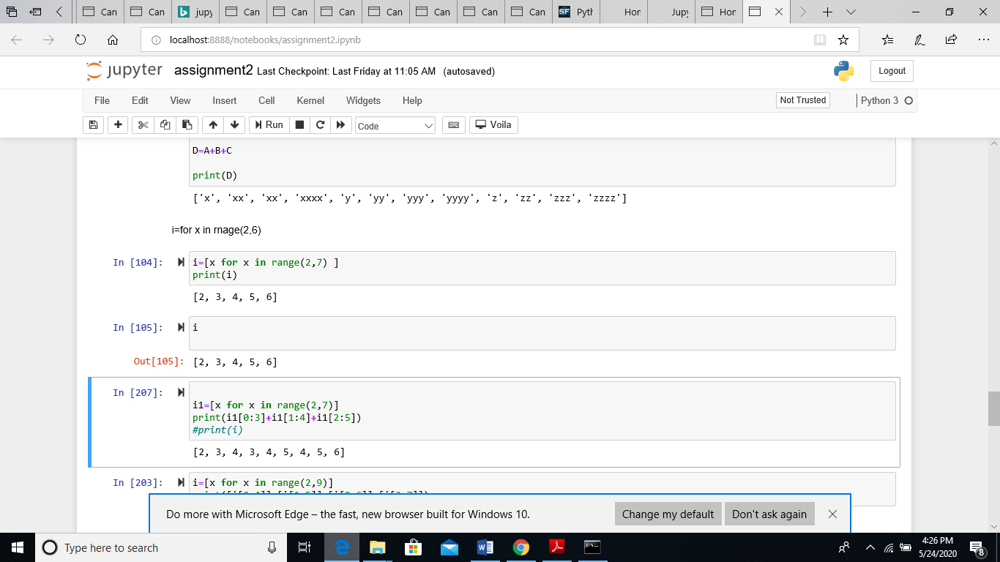 Can Can jupy Can Can Can Can Can Can Can Pyth Hor Jupy Hor
localhost:8888/notebooks/assignment2.ipynb
jupyter assignment2 Last Checkpoint: Last Friday at 11:05 AM (autosaved)
Logout
File Edit View Insert Cell Kernel Widgets Help Not Trusted Python 3
Run Code Voila
D=A+B+C
print(D)
['x', 'xx', 'xx', 'xxxx', 'y', 'yy', 'yyy', 'yyyy', 'z', 'zz', 'zzz', 'zzzz']
i=for x in rnage(2,6)
In [104]: i=[x for x in range(2,7) ]
print(i)
[2, 3, 4, 5, 6]
In [105]: i
Out[105]: [2, 3, 4, 5, 6]
In [207]:
i1=[x for x in range(2,7)]
print(i1[0:3]+i1[1:4]+i1[2:5])
#print(i)
[2, 3, 4, 3, 4, 5, 4, 5, 6]
In [203]: i=[x for x in range(2,9)]
Do more with Microsoft Edge – the fast, new browser built for Windows 10. Change my default Don't ask again
Type here to search
4:26 PM
5/24/2020
8